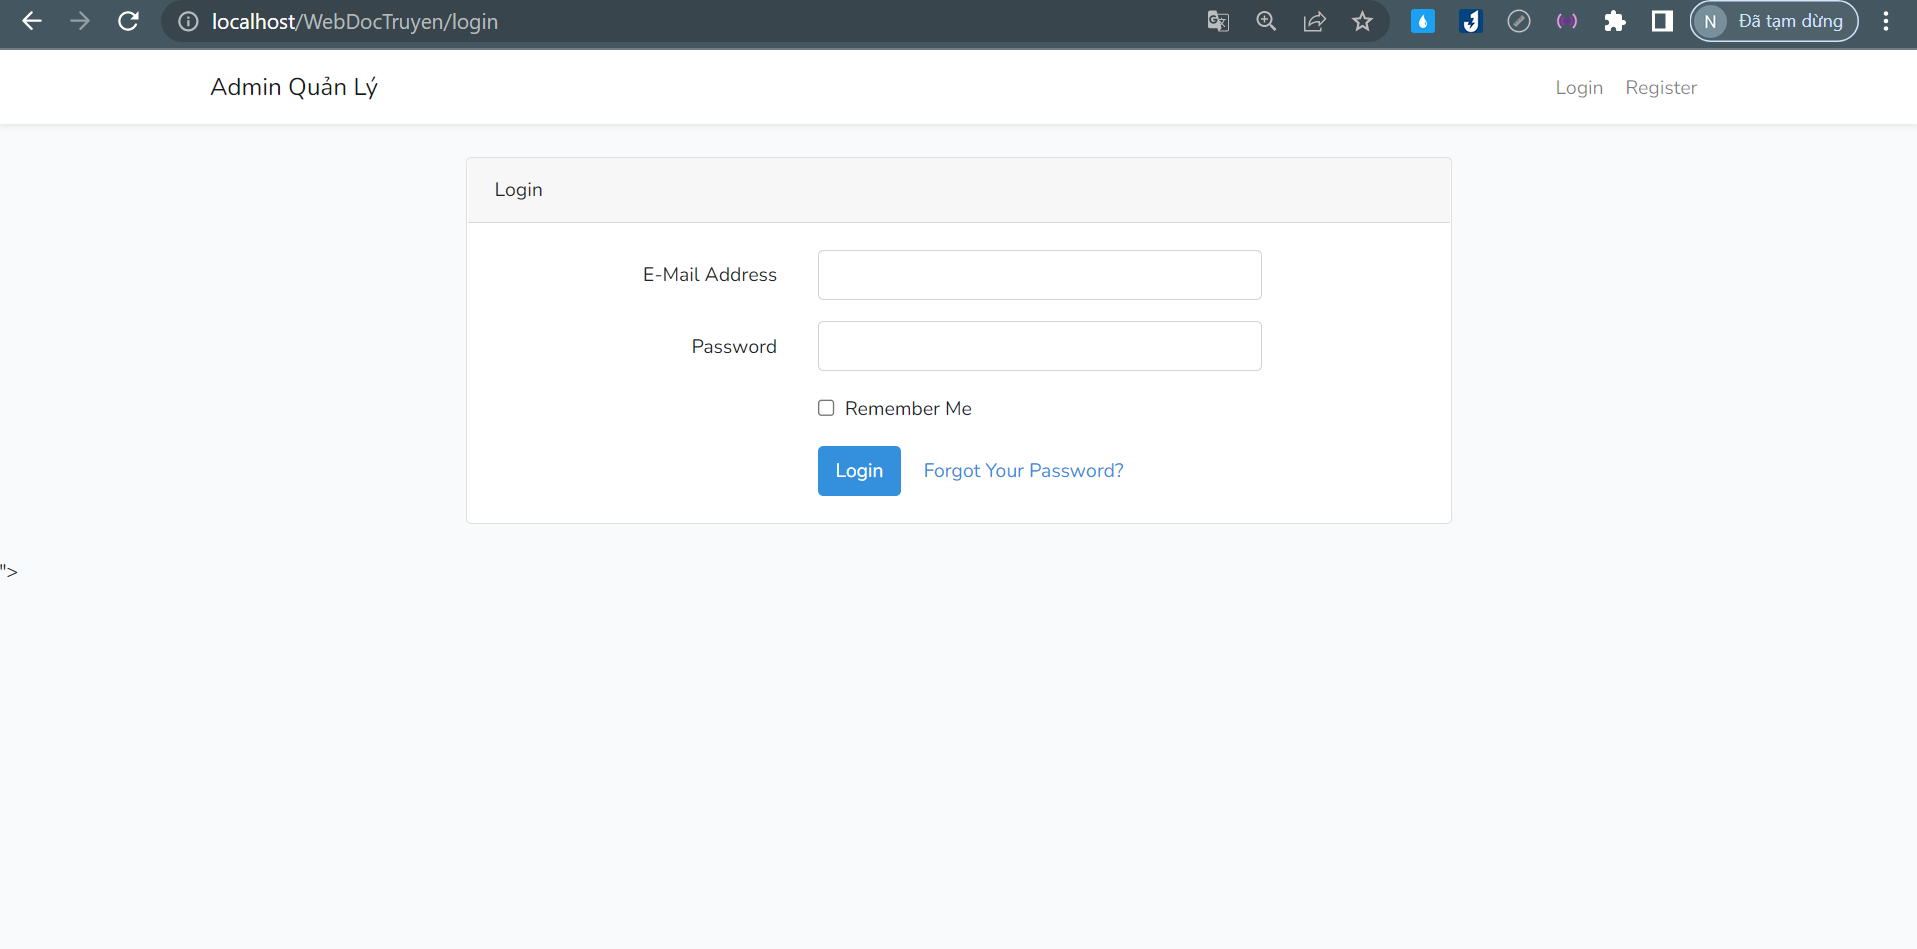 localhost/WebDocTruyen/login
N Đã tạm dừng
Admin Quản Lý
Login Register
Login
E-Mail Address
Password
Remember Me
Login Forgot Your Password?
">